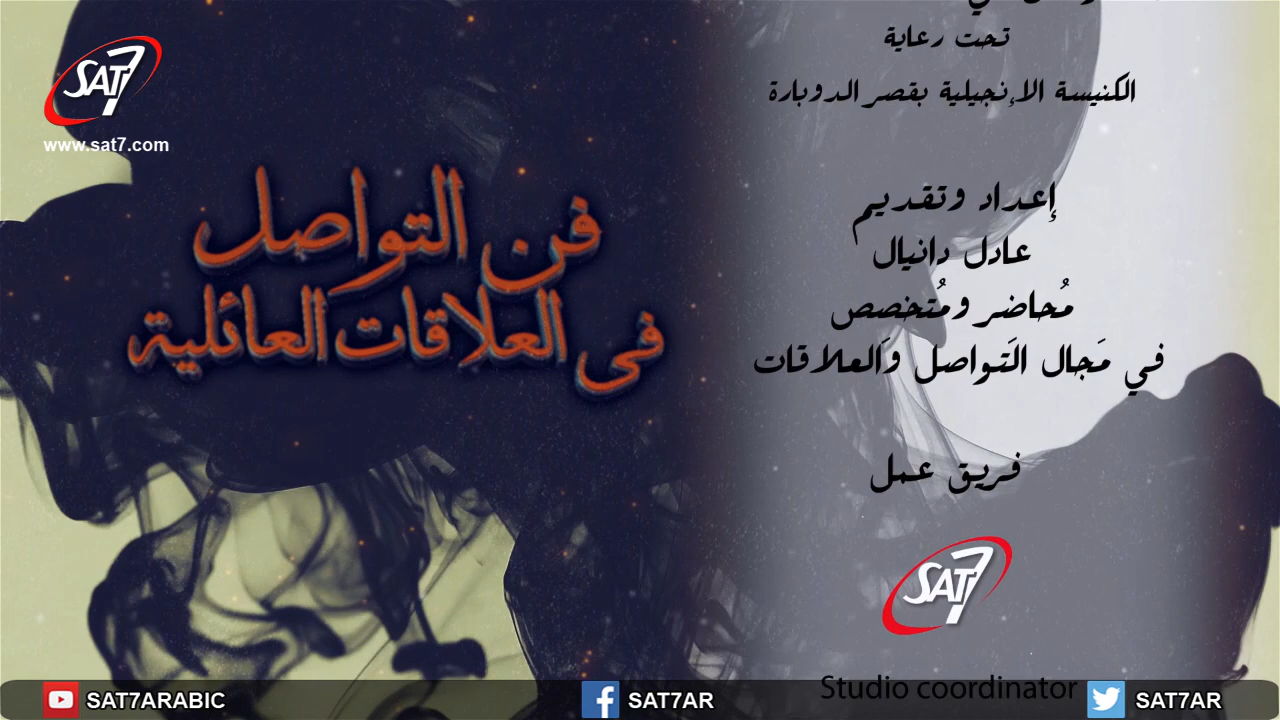 SAT7
www.sat7.com
فن التواصل
في العلاقات العائلية
تحت رعاية
الكنيسة الإنجيلية بقصر الدوبارة
إعداد وتقديم
عادل دانيال
مُحاضر ومُتخصص
في مَجال التَواصل وَالعلاقات
فريق عمل
SAT7
Studio coordinator
SAT7ARABIC
SAT7AR
SAT7AR